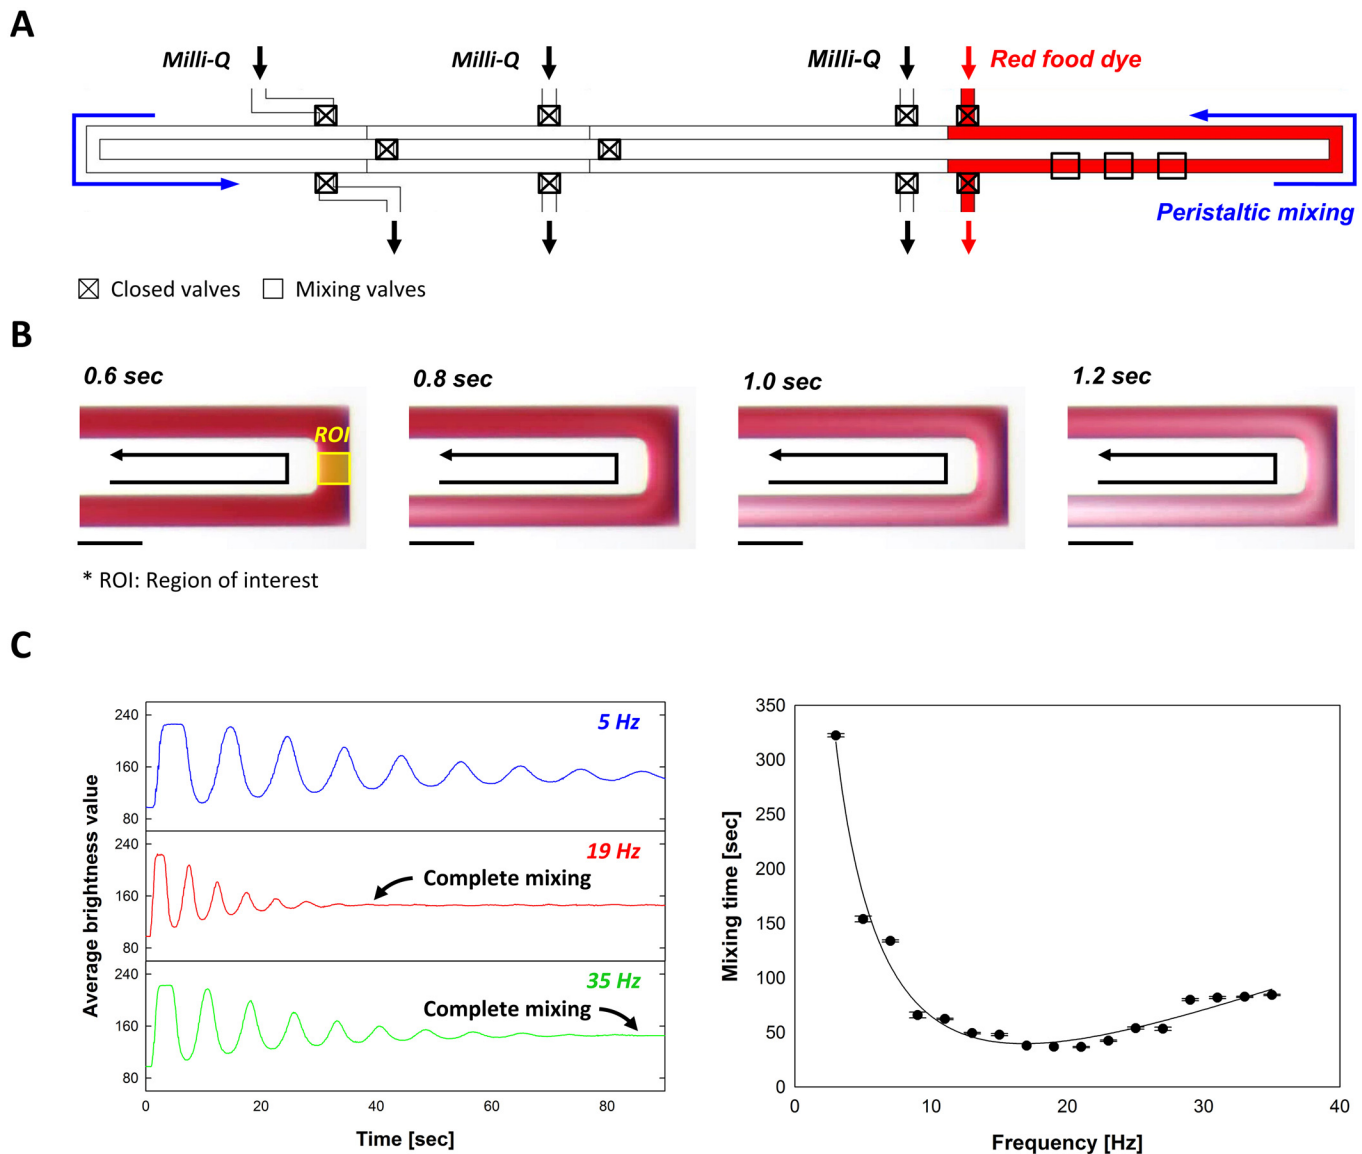 A
Milli-Q
Milli-Q
Milli-Q
Red food dye
Peristaltic mixing
Closed valves
Mixing valves
B
0.6 sec
0.8 sec
1.0 sec
1.2 sec
ROI
* ROI: Region of interest
C
Average brightness value
240
160
80
5 Hz
240
160
80
19 Hz
Complete mixing
240
160
80
35 Hz
Complete mixing
0 20 40 60 80
Time [sec]
Mixing time [sec]
350
300
250
200
150
100
50
0
0 10 20 30 40
Frequency [Hz]